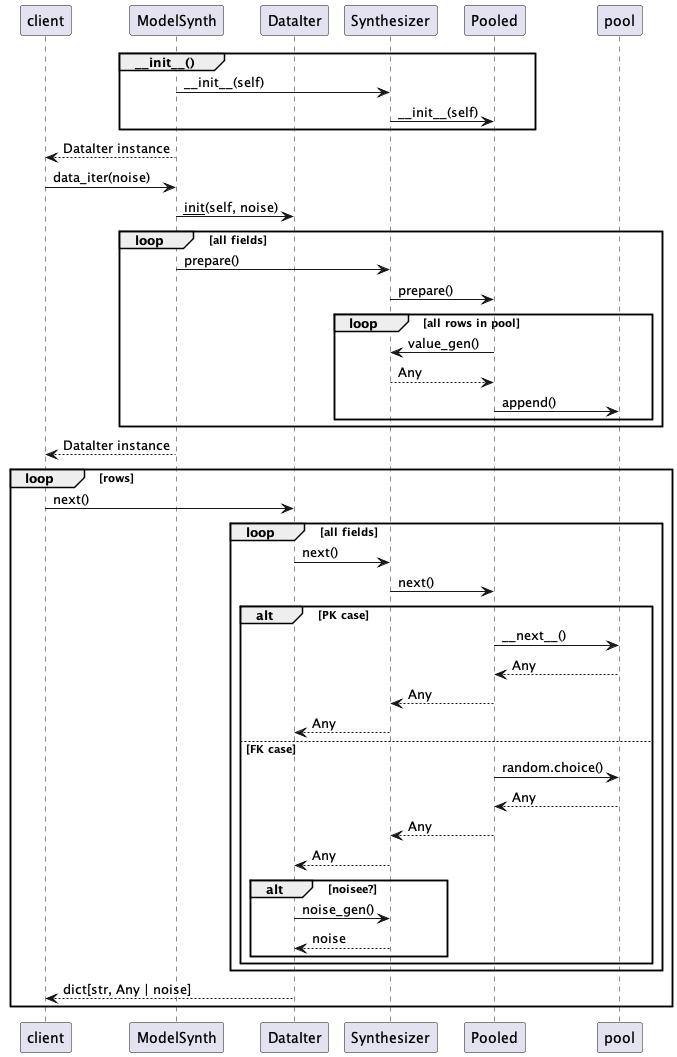 client ModelSynth DataIter Synthesizer Pooled pool
__init__()
__init__(self)
__init__(self)
DataIter instance
data_iter(noise)
init(self, noise)
loop [all fields]
prepare()
prepare()
loop [all rows in pool]
value_gen()
Any
append()
DataIter instance
loop [rows]
next()
loop [all fields]
next()
next()
alt [PK case]
__next__()
Any
Any
Any
[FK case]
random.choice()
Any
Any
Any
alt [noisee?]
noise_gen()
noise
dict[str, Any | noise]
client ModelSynth DataIter Synthesizer Pooled pool